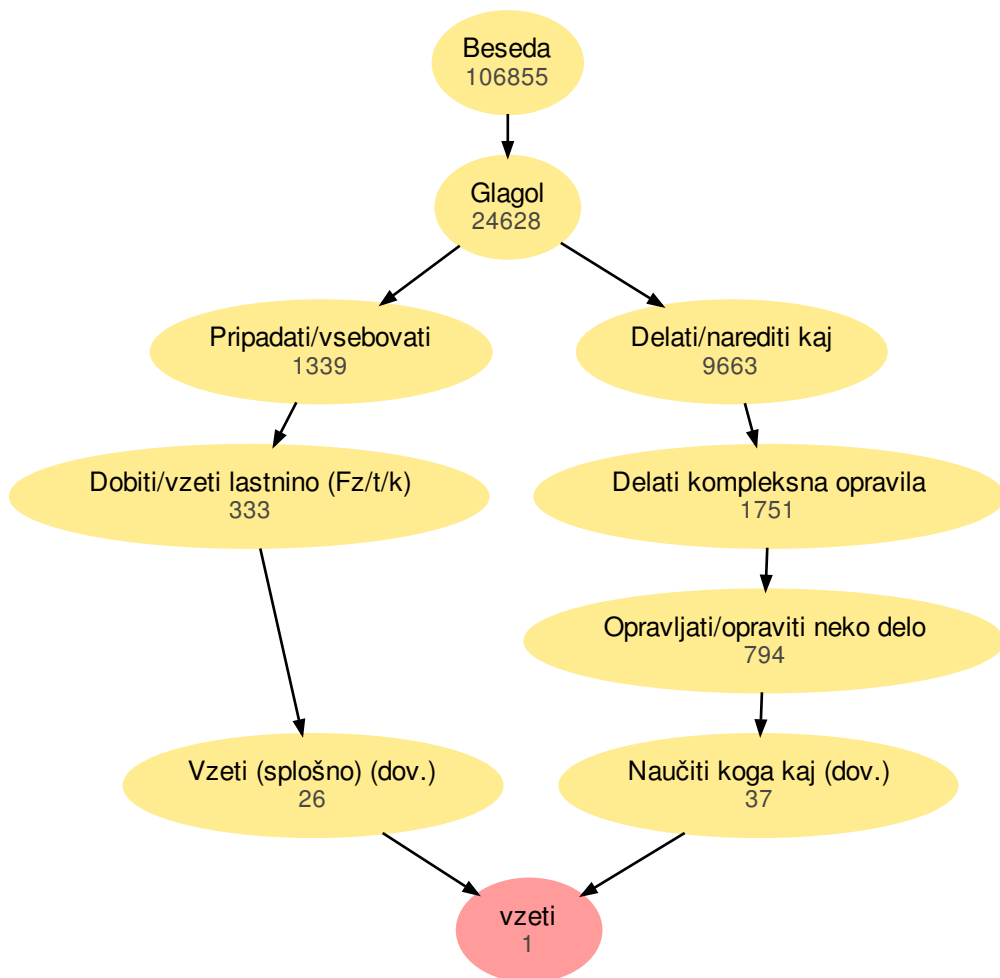 Beseda
106855
Glagol
24628
Pripadati/vsebovati
1339
Delati/narediti kaj
9663
Dobiti/vzeti lastnino (Fz/t/k)
333
Delati kompleksna opravila
1751
Opravljati/opraviti neko delo
794
Vzeti (splošno) (dov.)
26
Naučiti koga kaj (dov.)
37
vzeti
1